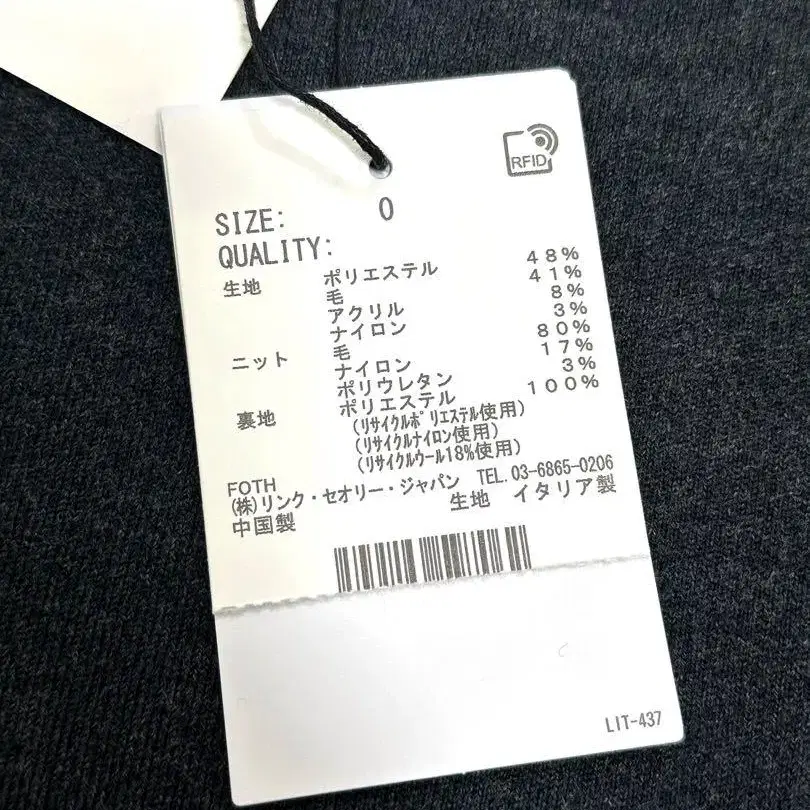 RFID
SIZE: 0
QUALITY:
生地 ポリエステル 48%
毛 41%
アクリル 8%
ナイロン 3%
ニット 毛 80%
ナイロン 17%
ポリウレタン 3%
裏地 ポリエステル 100%
(ﾘｻｲｸﾙﾎﾟﾘｴｽﾃﾙ使用)
(ﾘｻｲｸﾙﾅｲﾛﾝ使用)
(ﾘｻｲｸﾙｳｰﾙ18%使用)
FOTH
(株)リンク・セオリー・ジャパン TEL.03-6865-0206
中国製 生地 イタリア製
LIT-437